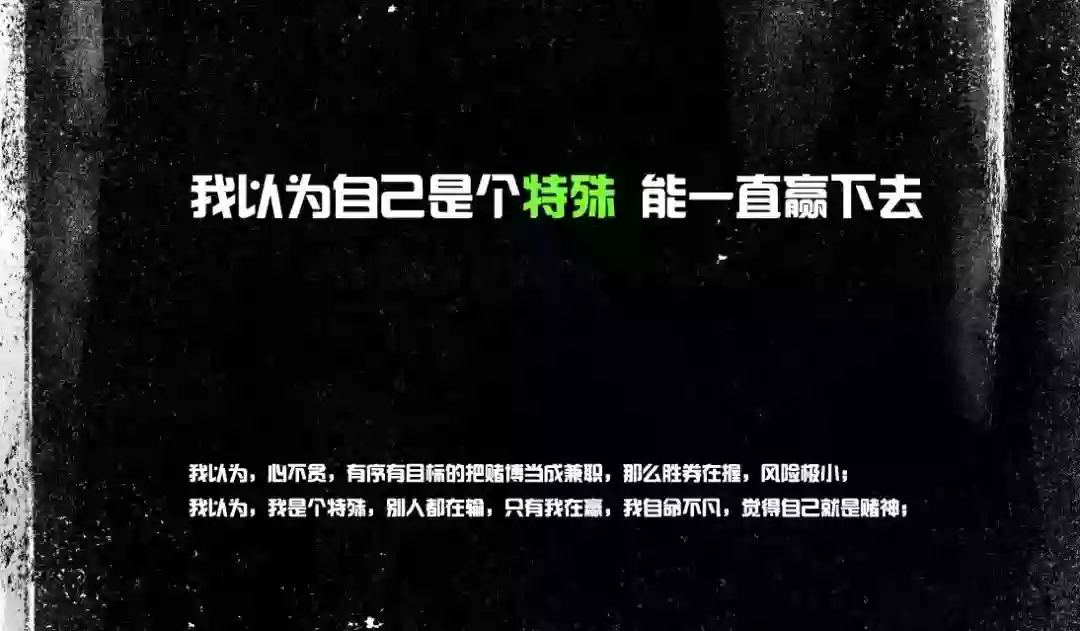 我以为自己是个特殊 能一直赢下去
我以为，心不贪，有序有目标的把赌博当成兼职，那么胜券在握，风险极小；
我以为，我是个特殊，别人都在输，只有我在赢，我自命不凡，觉得自己就是赌神；